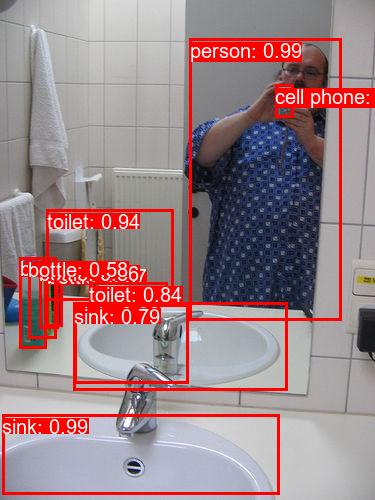 person: 0.99
cell phone:
toilet: 0.94
bottle: 0.58
toilet: 0.84
sink: 0.79
sink: 0.99